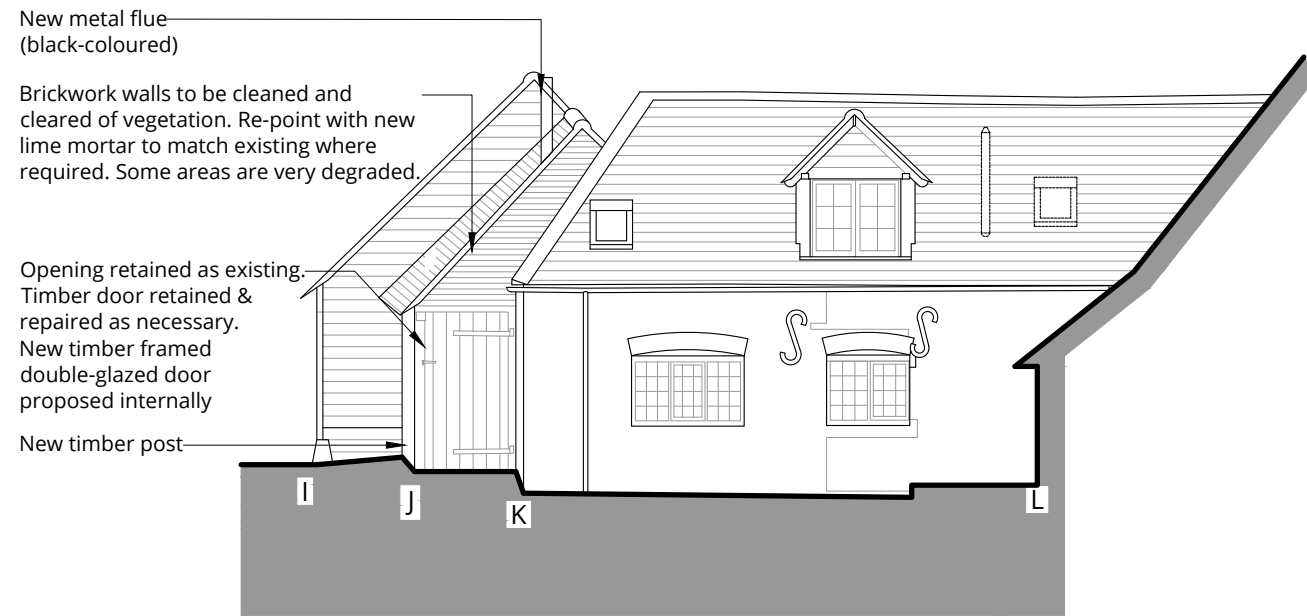 New metal flue
(black-coloured)
Brickwork walls to be cleaned and
cleared of vegetation. Re-point with new
lime mortar to match existing where
required. Some areas are very degraded.
Opening retained as existing.
Timber door retained &
repaired as necessary.
New timber framed
double-glazed door
proposed internally
New timber post
I
J
K
L